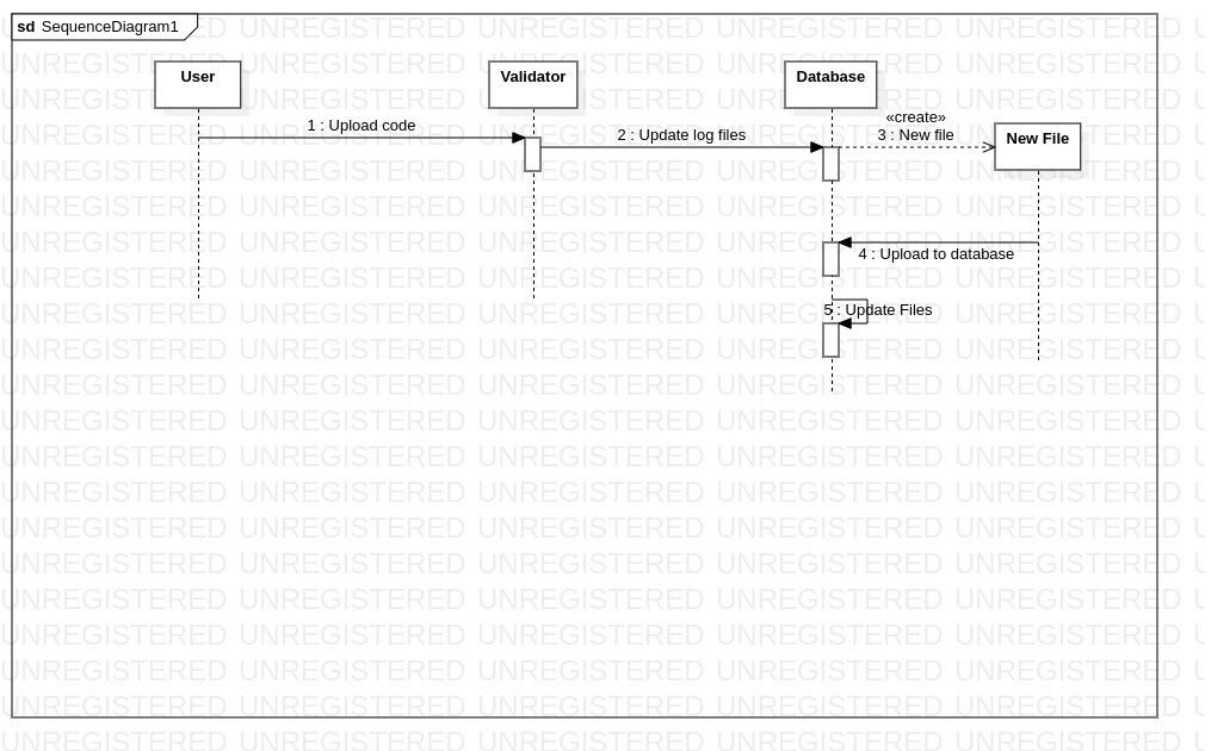 sd SequenceDiagram1
User
Validator
Database
«create»
1 : Upload code
2 : Update log files
3 : New file
New File
4 : Upload to database
5 : Update Files
UNREGISTERED